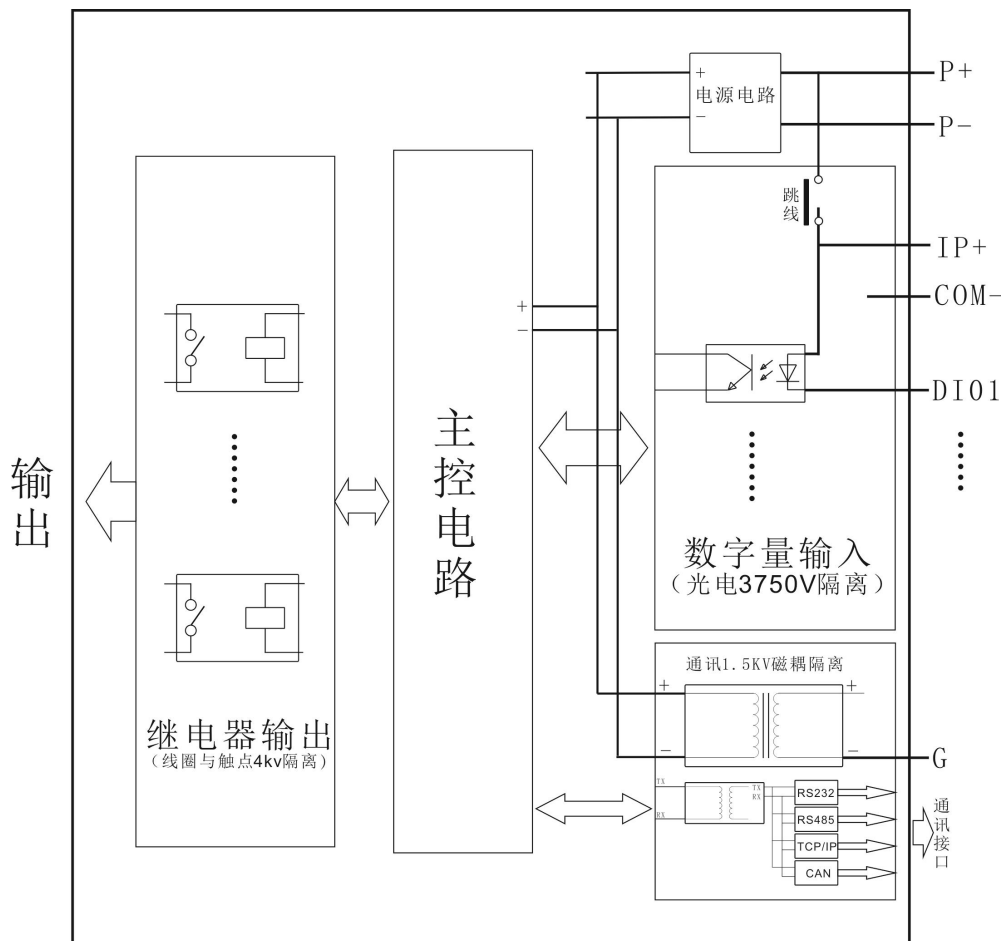 +
电源电路
−
P+
P-
跳线
IP+
COM-
DIO1
数字量输入
（光电3750V隔离）
+
−
主控电路
输出
继电器输出
（线圈与触点4kv隔离）
通讯1.5KV磁耦隔离
+
+
−
−
G
TX
RX
TX
RX
RS232
RS485
TCP/IP
CAN
通讯接口